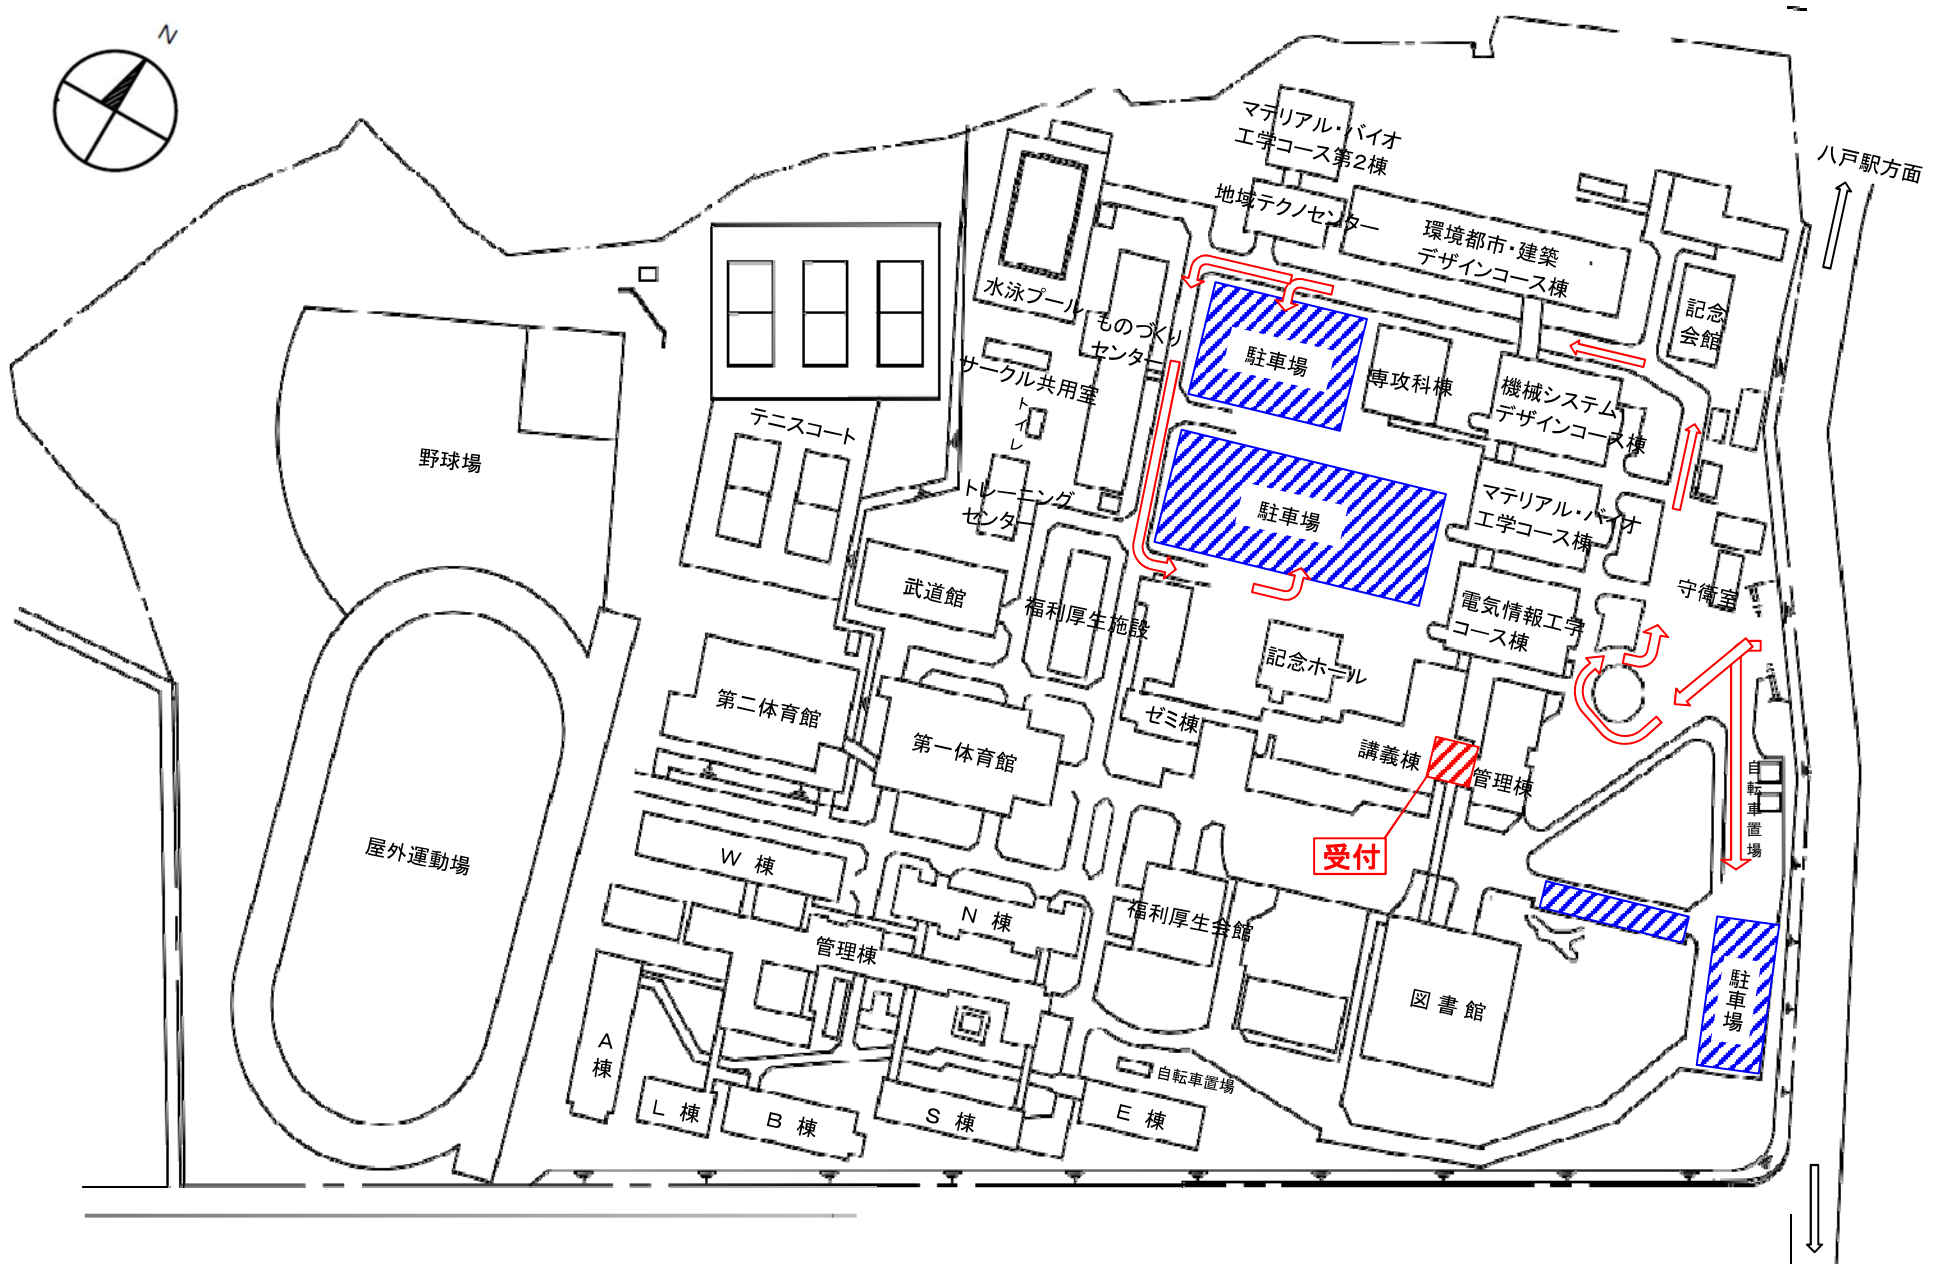 N
八戸駅方面
マテリアル・バイオ
工学コース第2棟
地域テクノセンター
環境都市・建築
デザインコース棟
水泳プール
ものづくり
センター
記念
会館
駐車場
専攻科棟
機械システム
デザインコース棟
サークル共用室
トイレ
テニスコート
野球場
トレーニング
センター
駐車場
マテリアル・バイオ
工学コース棟
武道館
福利厚生施設
電気情報工学
コース棟
守衛室
記念ホール
第二体育館
第一体育館
ゼミ棟
講義棟
管理棟
自転車置場
受付
屋外運動場
W 棟
N 棟
福利厚生会館
管理棟
図書館
駐車場
A棟
L 棟
B 棟
S 棟
E 棟
自転車置場